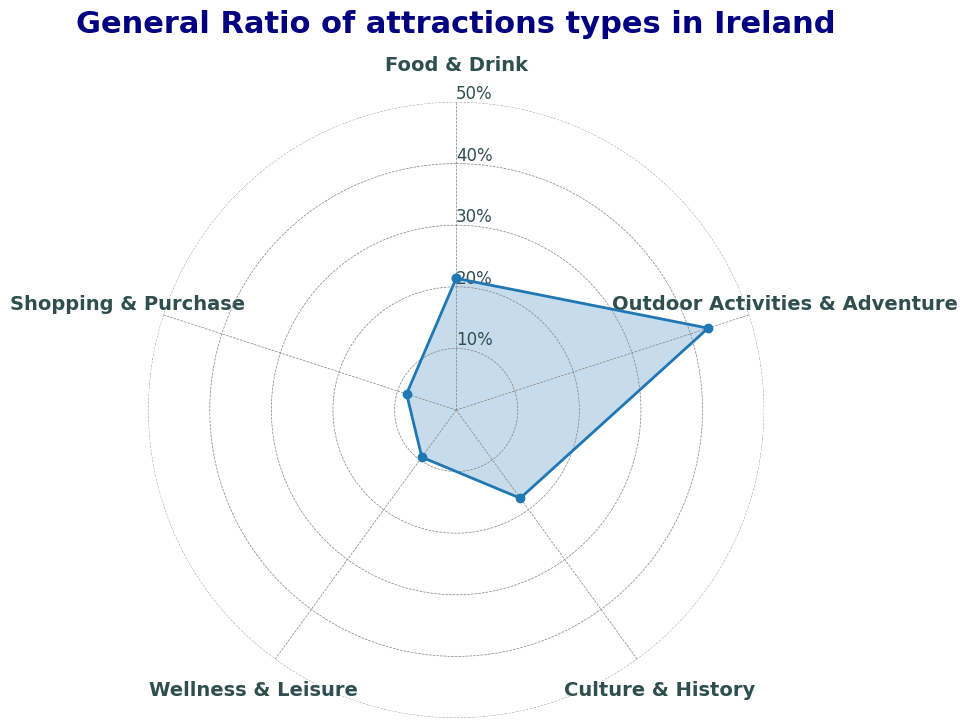 General Ratio of attractions types in Ireland
Food & Drink
50%
40%
30%
20%
10%
Shopping & Purchase
Outdoor Activities & Adventure
Wellness & Leisure
Culture & History